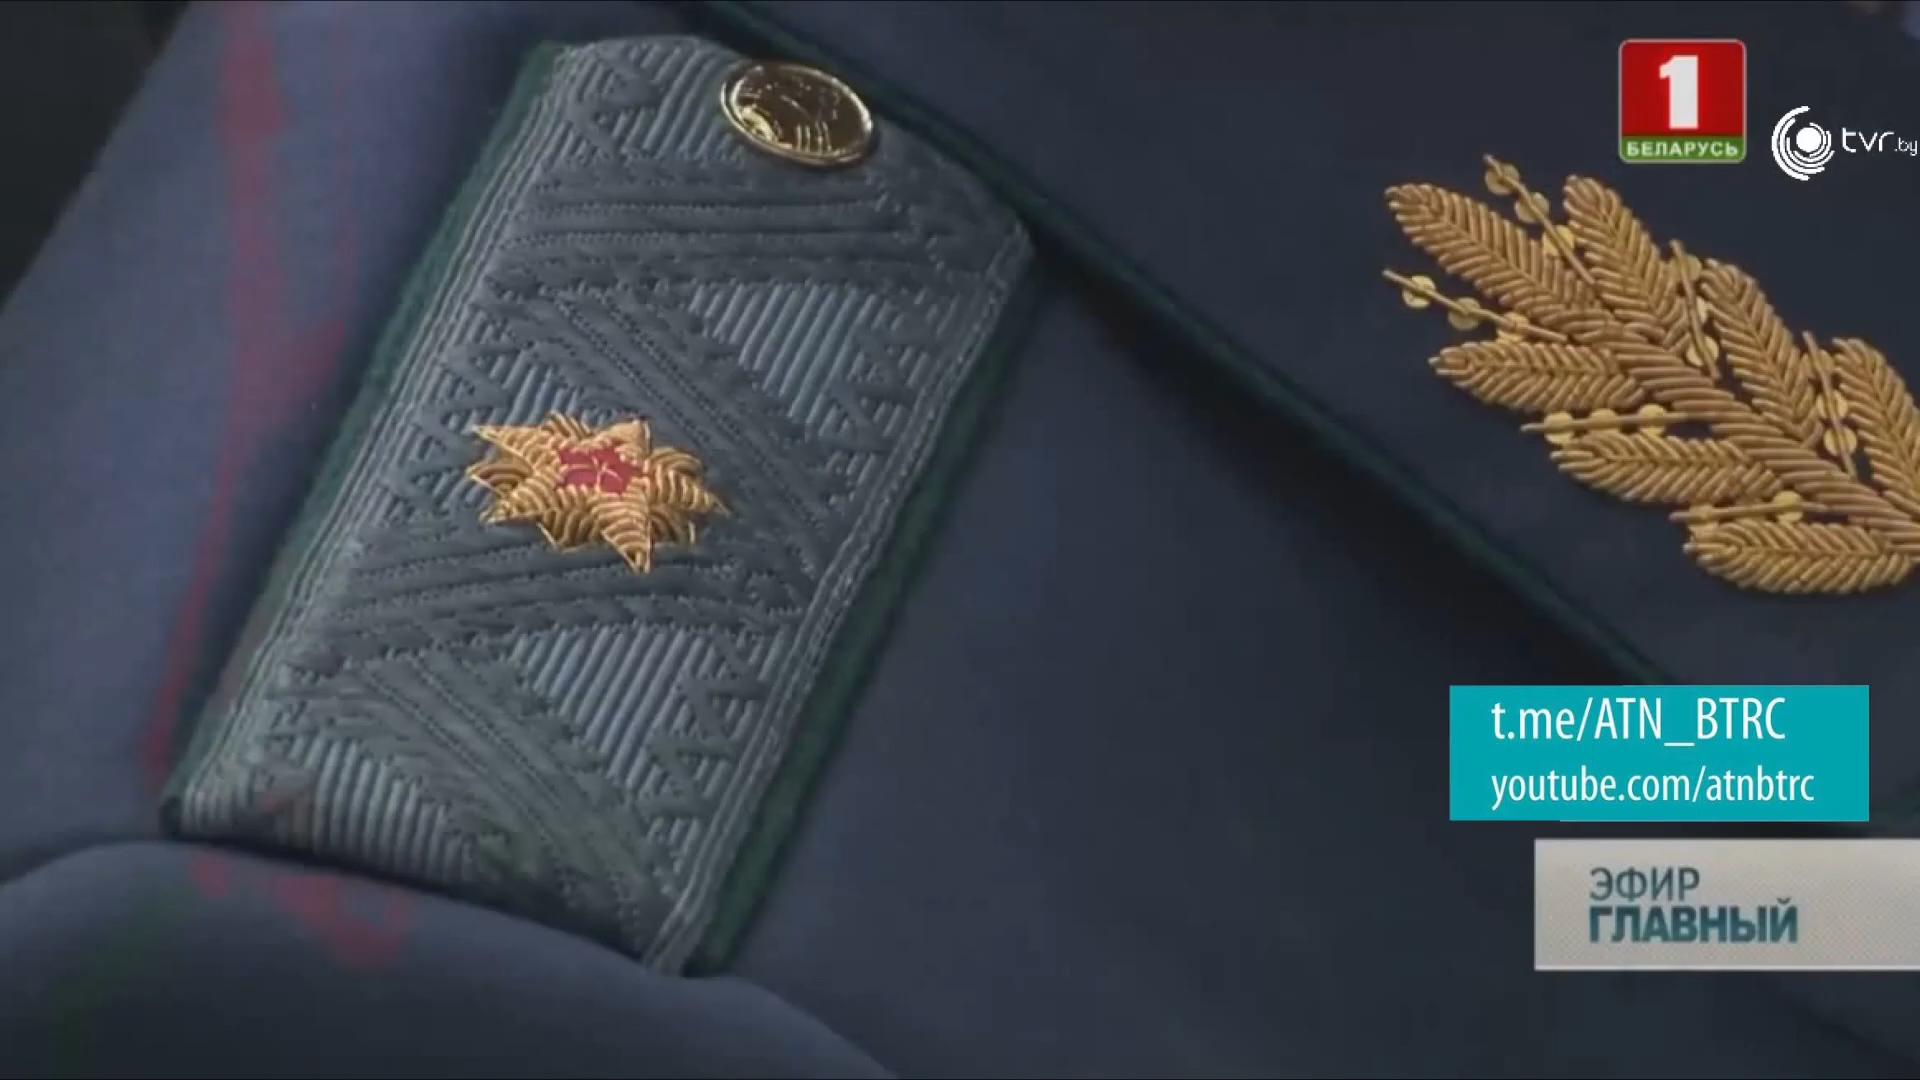 1
БЕЛАРУСЬ
tvr.by
t.me/ATN_BTRC
youtube.com/atnbtrc
ЭФИР
ГЛАВНЫЙ